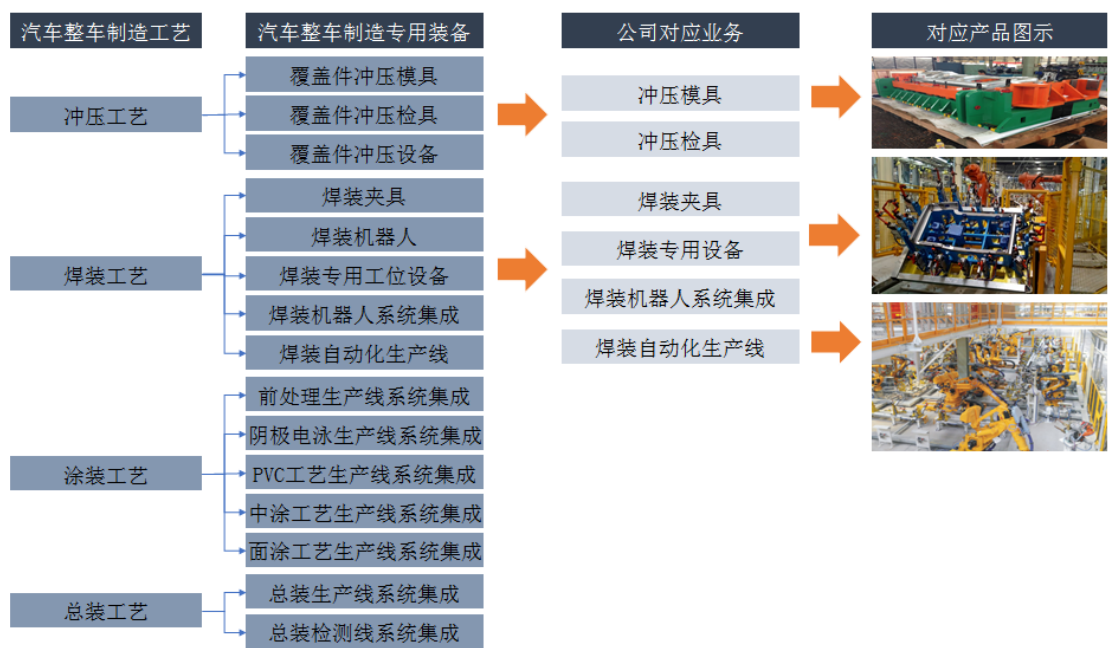 汽车整车制造工艺
汽车整车制造专用装备
公司对应业务
对应产品图示
冲压工艺
覆盖件冲压模具
覆盖件冲压检具
覆盖件冲压设备
冲压模具
冲压检具
焊装工艺
焊装夹具
焊装机器人
焊装专用工位设备
焊装机器人系统集成
焊装自动化生产线
焊装夹具
焊装专用设备
焊装机器人系统集成
焊装自动化生产线
涂装工艺
前处理生产线系统集成
阴极电泳生产线系统集成
PVC工艺生产线系统集成
中涂工艺生产线系统集成
面涂工艺生产线系统集成
总装工艺
总装生产线系统集成
总装检测线系统集成